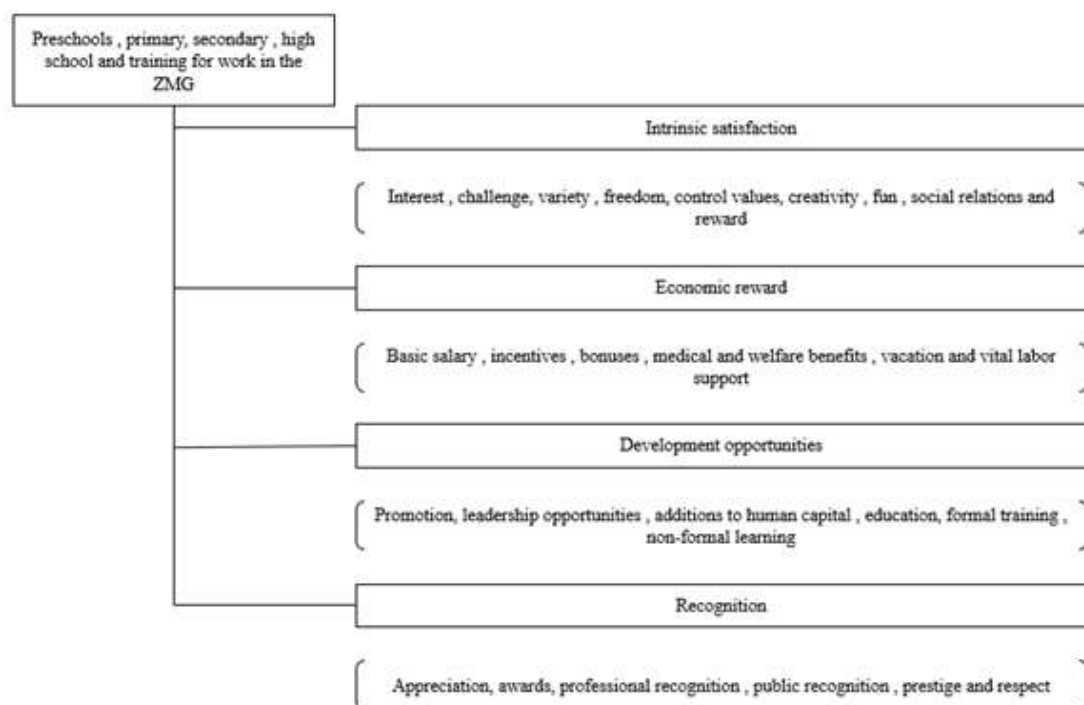 Preschools , primary, secondary , high
school and training for work in the
ZMG
Intrinsic satisfaction
Interest , challenge, variety , freedom, control values, creativity , fun , social relations and
reward
Economic reward
Basic salary , incentives , bonuses , medical and welfare benefits , vacation and vital labor
support
Development opportunities
Promotion, leadership opportunities , additions to human capital , education, formal training ,
non-formal learning
Recognition
Appreciation, awards, professional recognition , public recognition , prestige and respect